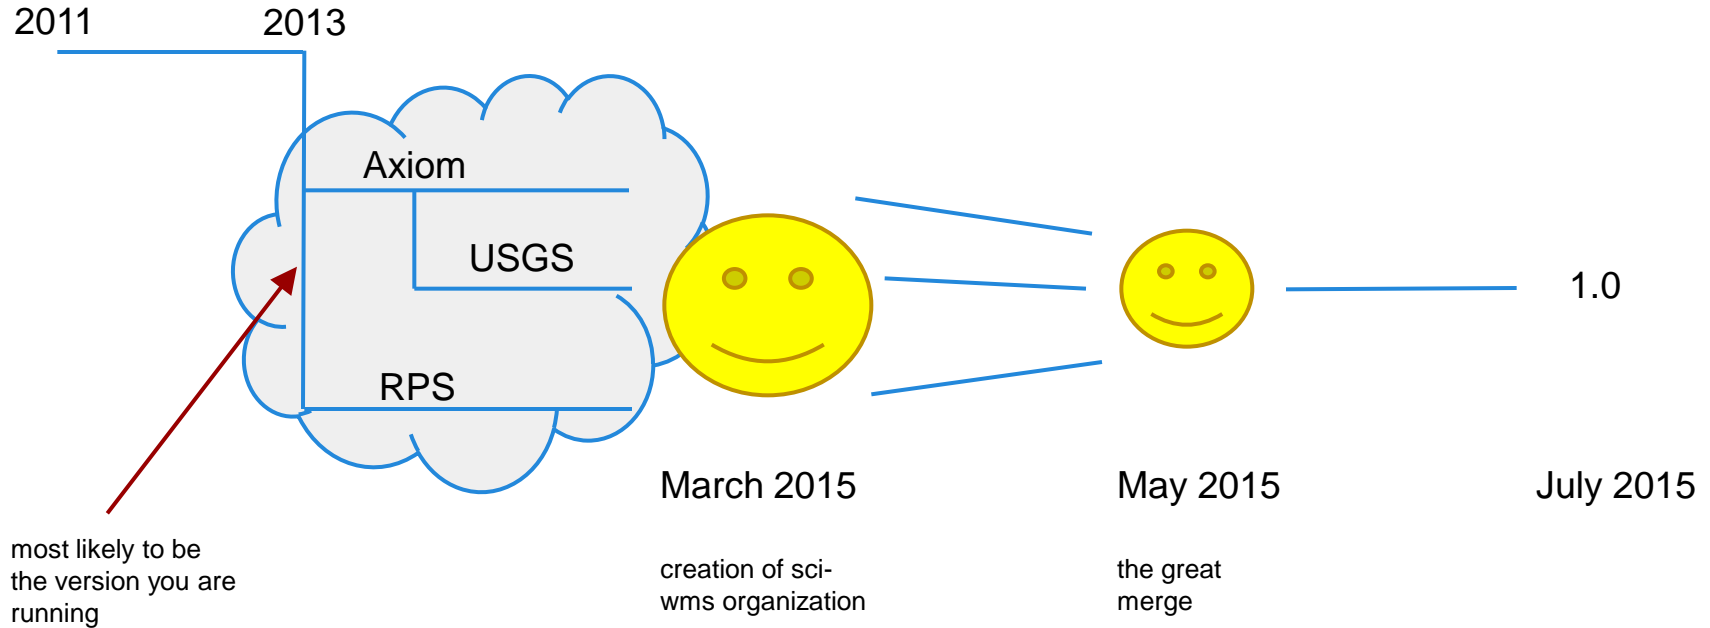 2011
2013
Axiom
USGS
RPS
1.0
March 2015
May 2015
July 2015
most likely to be
the version you are
running
creation of sci-
wms organization
the great
merge